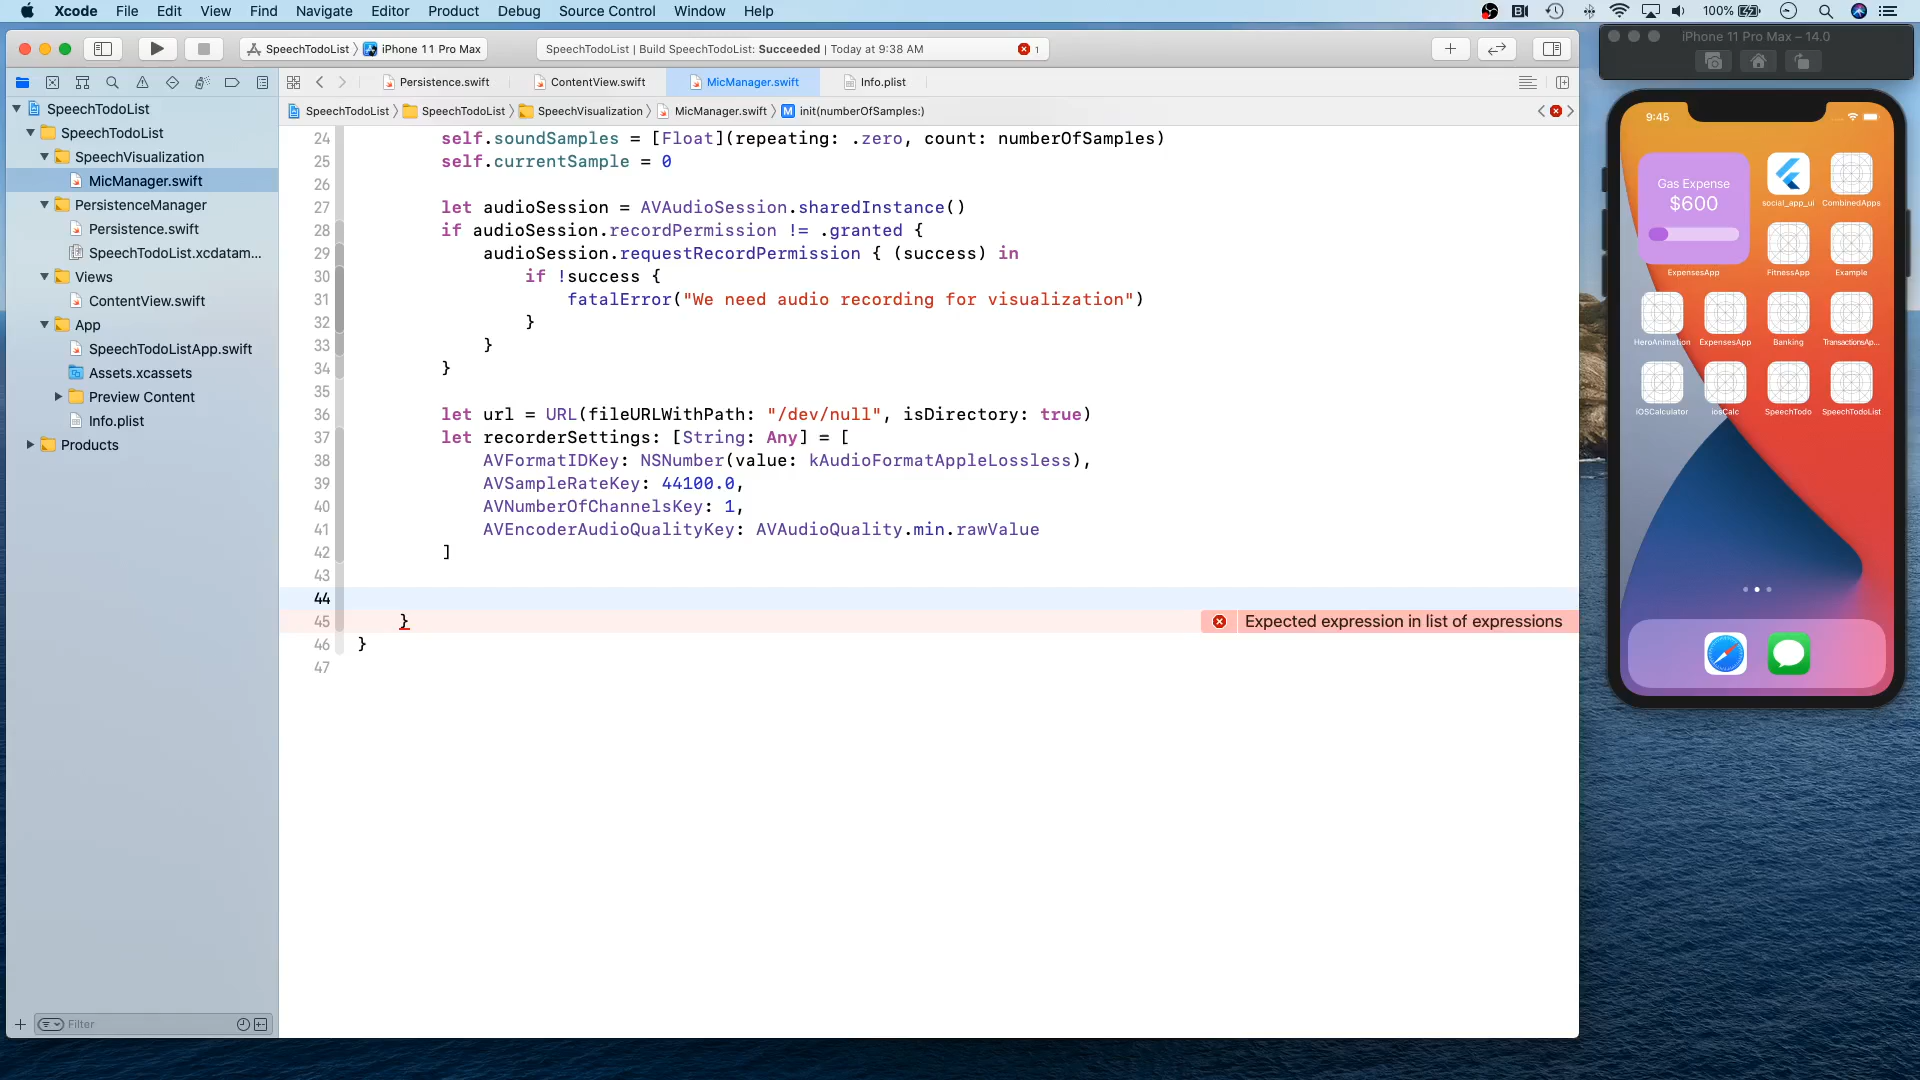 Xcode File Edit View Find Navigate Editor Product Debug Source Control Window Help 100%
SpeechTodoList iPhone 11 Pro Max SpeechTodoList | Build SpeechTodoList: Succeeded | Today at 9:38 AM 1
iPhone 11 Pro Max – 14.0
Persistence.swift ContentView.swift MicManager.swift Info.plist
SpeechTodoList SpeechTodoList SpeechVisualization MicManager.swift M init(numberOfSamples:)
SpeechTodoList
SpeechTodoList
SpeechVisualization
MicManager.swift
PersistenceManager
Persistence.swift
SpeechTodoList.xcdatam...
Views
ContentView.swift
App
SpeechTodoListApp.swift
Assets.xcassets
Preview Content
Info.plist
Products
Filter
24 self.soundSamples = [Float](repeating: .zero, count: numberOfSamples)
25 self.currentSample = 0
26
27 let audioSession = AVAudioSession.sharedInstance()
28 if audioSession.recordPermission != .granted {
29 audioSession.requestRecordPermission { (success) in
30 if !success {
31 fatalError("We need audio recording for visualization")
32 }
33 }
34 }
35
36 let url = URL(fileURLWithPath: "/dev/null", isDirectory: true)
37 let recorderSettings: [String: Any] = [
38 AVFormatIDKey: NSNumber(value: kAudioFormatAppleLossless),
39 AVSampleRateKey: 44100.0,
40 AVNumberOfChannelsKey: 1,
41 AVEncoderAudioQualityKey: AVAudioQuality.min.rawValue
42 ]
43
44
45 } Expected expression in list of expressions
46 }
47
9:45
Gas Expense
$600
ExpensesApp
social_app_ui CombinedApps
FitnessApp Example
HeroAnimation ExpensesApp Banking TransactionsAp...
iOSCalculator iosCalc SpeechTodo SpeechTodoList